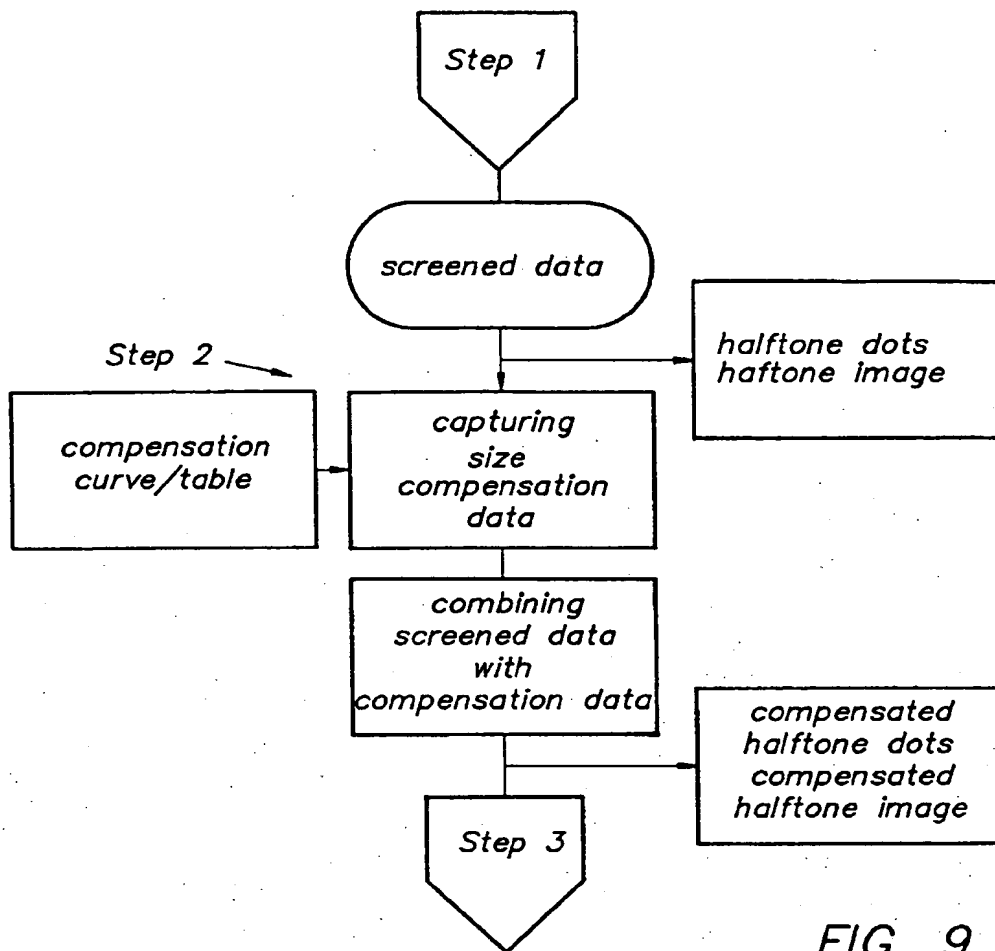 Step 1
screened data
halftone dots
haftone image
Step 2
compensation
curve/table
capturing
size
compensation
data
combining
screened data
with
compensation data
compensated
halftone dots
compensated
halftone image
Step 3
FIG. 9